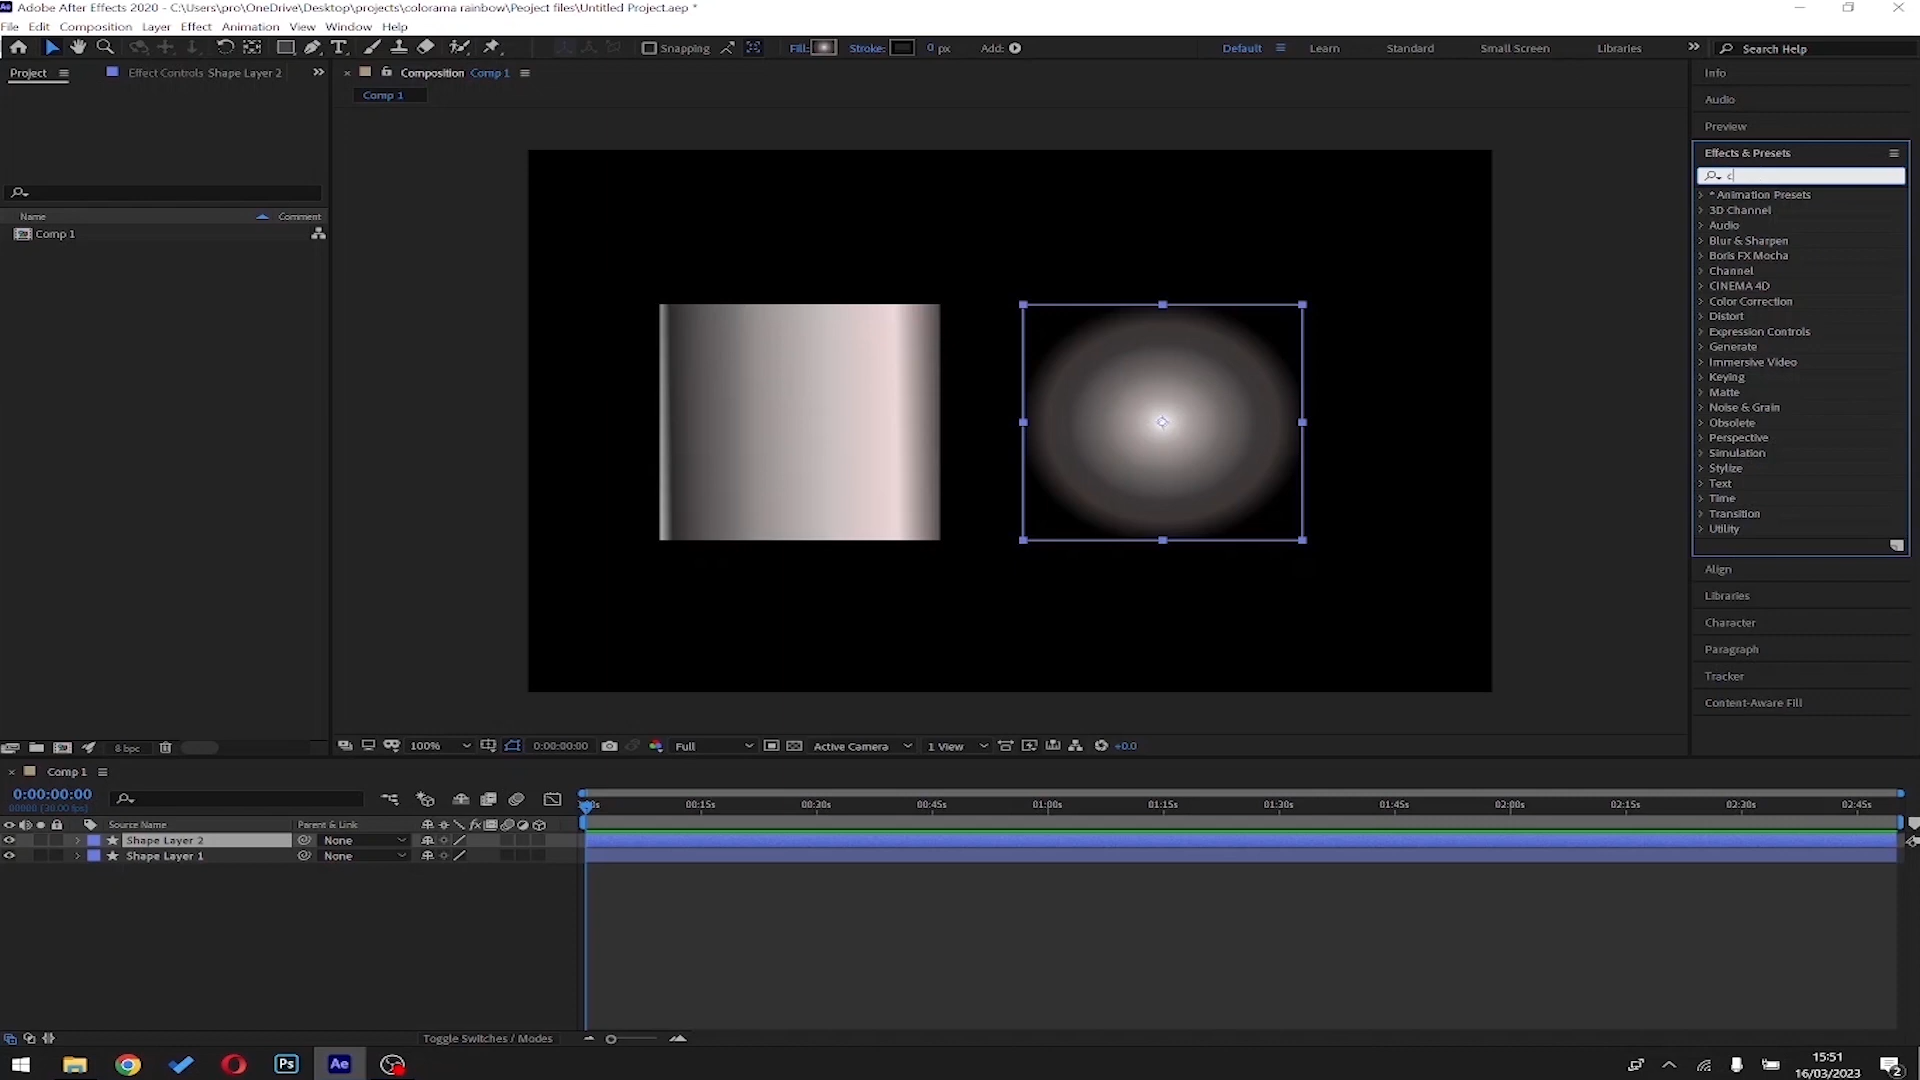 Adobe After Effects 2020 - C:\Users\pro\OneDrive\Desktop\projects\colorama rainbow\Peoject files\Untitled Project.aep *
File Edit Composition Layer Effect Animation View Window Help
Snapping Fill: Stroke: 0 px Add: Default Learn Standard Small Screen Libraries Search Help
Project Effect Controls Shape Layer 2 Composition Comp 1 Info
Comp 1
Audio
Preview
Effects & Presets
c
Name Comment
Comp 1
* Animation Presets
3D Channel
Audio
Blur & Sharpen
Boris FX Mocha
Channel
CINEMA 4D
Color Correction
Distort
Expression Controls
Generate
Immersive Video
Keying
Matte
Noise & Grain
Obsolete
Perspective
Simulation
Stylize
Text
Time
Transition
Utility
Align
Libraries
Character
Paragraph
Tracker
Content-Aware Fill
8 bpc 100% 0:00:00:00 Full Active Camera 1 View +0.0
Comp 1
0:00:00:00
00000 (30.00 fps)
00:15s 00:30s 00:45s 01:00s 01:15s 01:30s 01:45s 02:00s 02:15s 02:30s 02:45s
Source Name Parent & Link
Shape Layer 2 None
Shape Layer 1 None
Toggle Switches / Modes
Ps Ae 15:51
16/03/2023 2